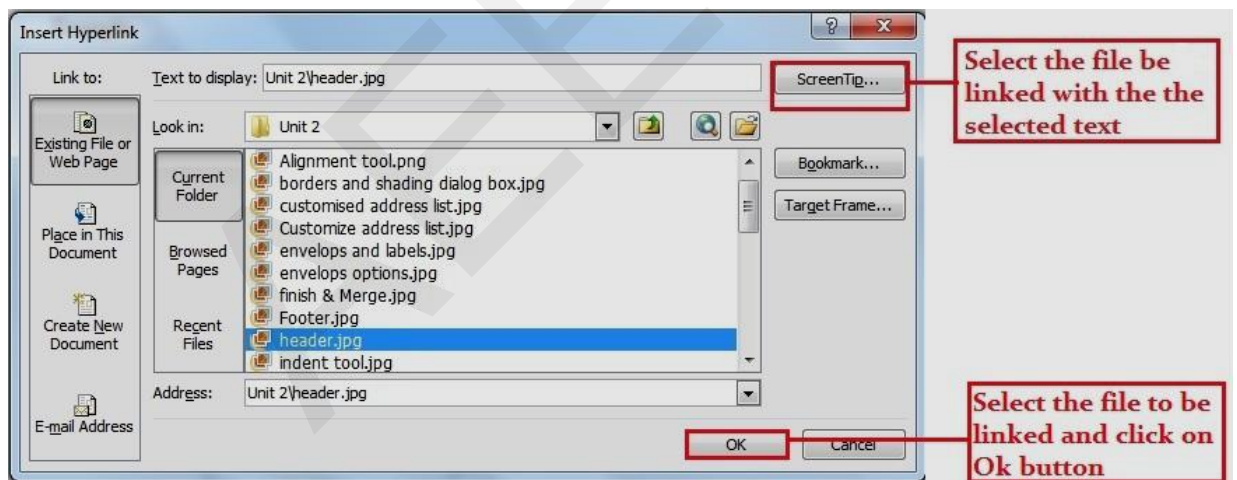 Insert Hyperlink
Link to:
Text to display: Unit 2\header.jpg
ScreenTip...
Select the file be
linked with the the
selected text
Existing File or
Web Page
Look in: Unit 2
Current
Folder
Alignment tool.png
borders and shading dialog box.jpg
customised address list.jpg
Customize address list.jpg
envelops and labels.jpg
envelops options.jpg
finish & Merge.jpg
Footer.jpg
header.jpg
indent tool.jpg
Bookmark...
Target Frame...
Place in This
Document
Browsed
Pages
Create New
Document
Recent
Files
Address: Unit 2\header.jpg
E-mail Address
OK
Cancel
Select the file to be
linked and click on
Ok button